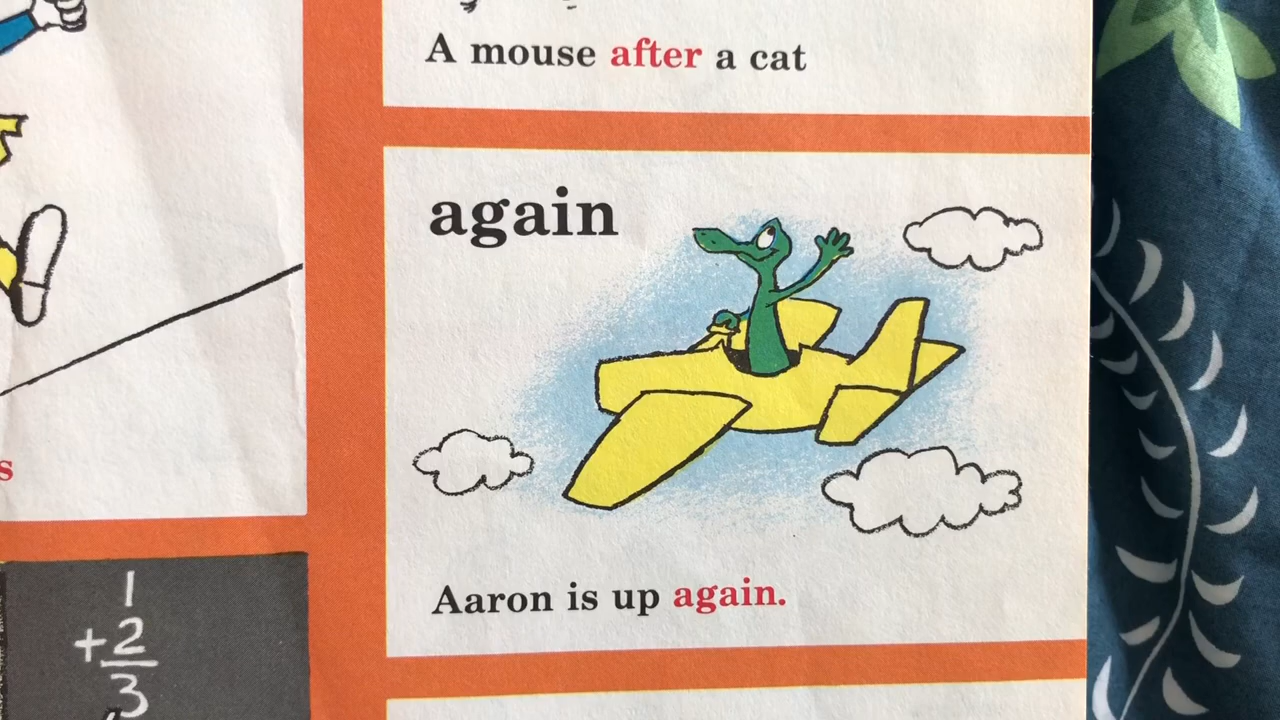 A mouse after a cat
again
Aaron is up again.
s
1
+2
3